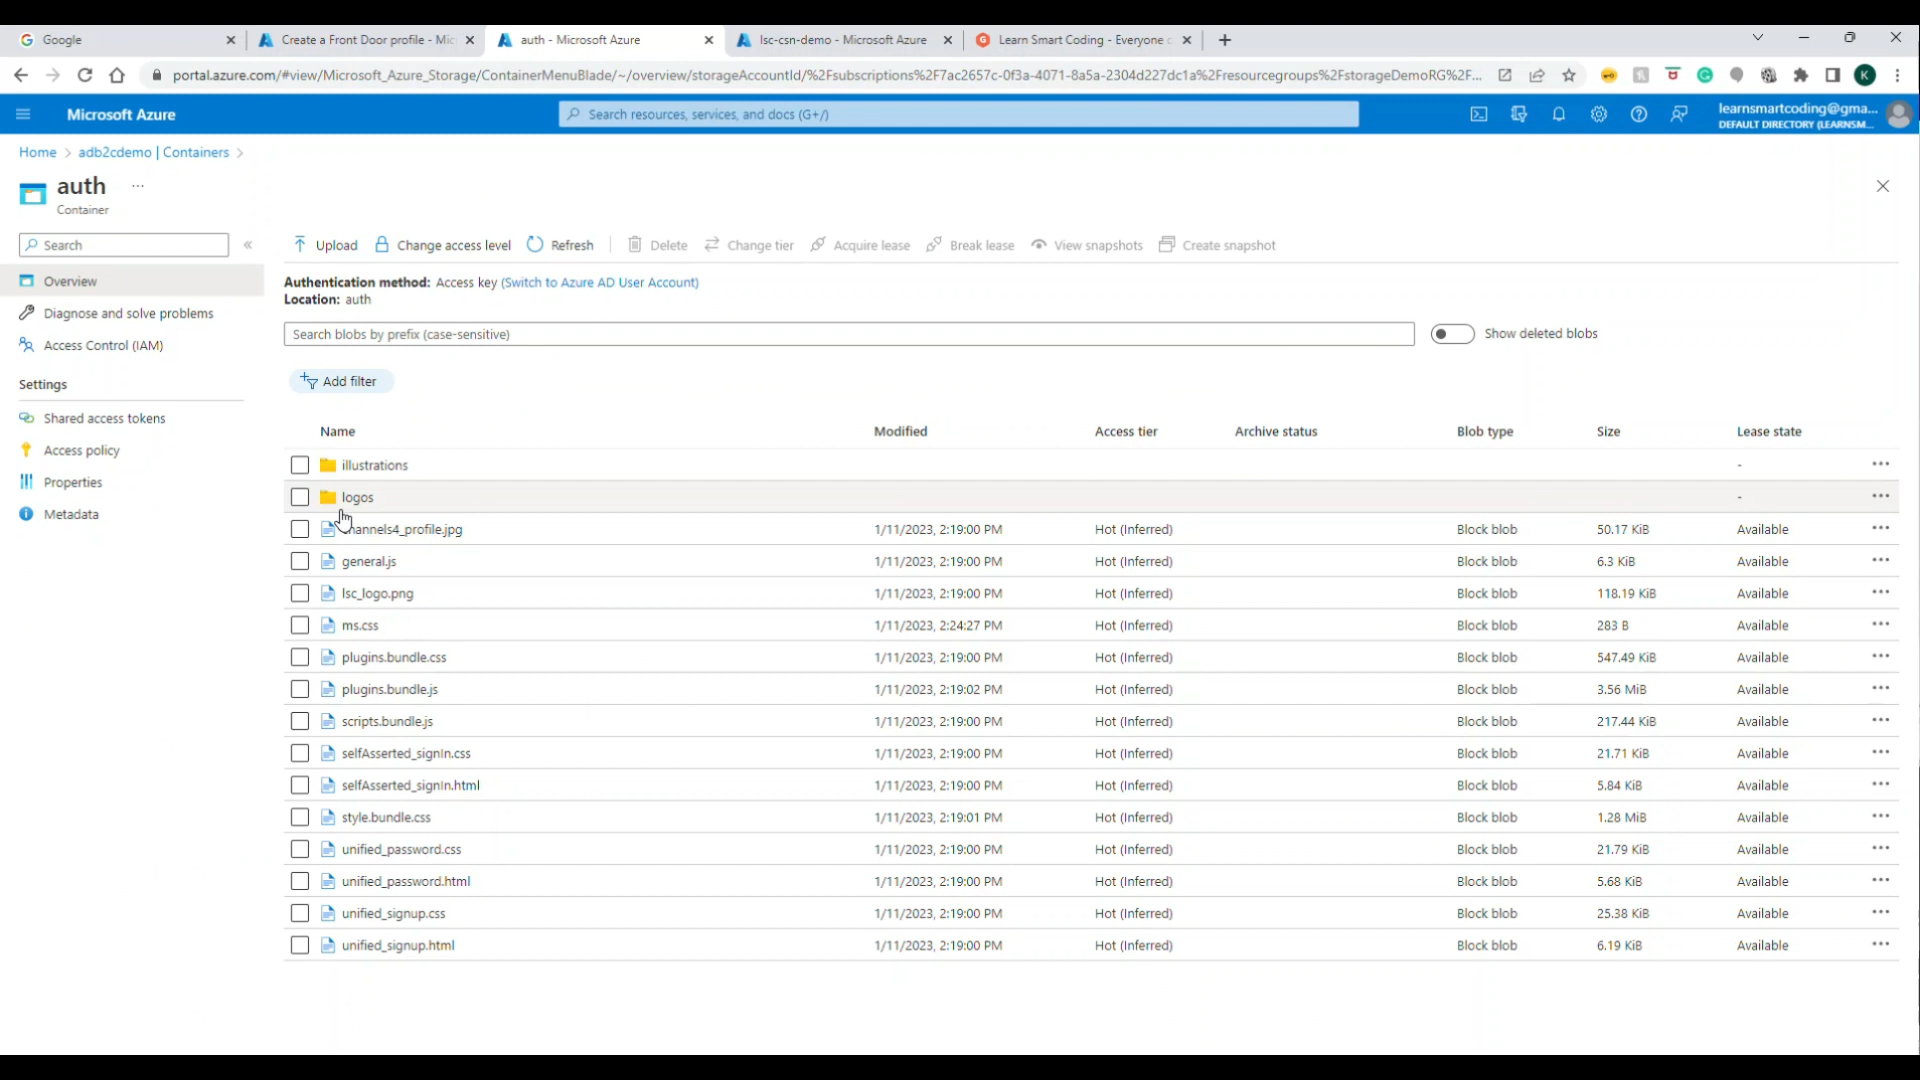 Google
Create a Front Door profile - Mic
auth - Microsoft Azure
lsc-csn-demo - Microsoft Azure
Learn Smart Coding - Everyone c
portal.azure.com/#view/Microsoft_Azure_Storage/ContainerMenuBlade/~/overview/storageAccountId/%2Fsubscriptions%2F7ac2657c-0f3a-4071-8a5a-2304d227dc1a%2Fresourcegroups%2FstorageDemoRG%2F...
K
Microsoft Azure
Search resources, services, and docs (G+/)
learnsmartcoding@gma...
DEFAULT DIRECTORY (LEARNSM...
Home > adb2cdemo | Containers >
auth ...
Container
Search
«
Upload Change access level Refresh Delete Change tier Acquire lease Break lease View snapshots Create snapshot
Overview
Diagnose and solve problems
Access Control (IAM)
Settings
Shared access tokens
Access policy
Properties
Metadata
Authentication method: Access key (Switch to Azure AD User Account)
Location: auth
Search blobs by prefix (case-sensitive)
Show deleted blobs
Add filter
Name Modified Access tier Archive status Blob type Size Lease state
illustrations - ...
logos - ...
hannels4_profile.jpg 1/11/2023, 2:19:00 PM Hot (Inferred) Block blob 50.17 KiB Available ...
general.js 1/11/2023, 2:19:00 PM Hot (Inferred) Block blob 6.3 KiB Available ...
lsc_logo.png 1/11/2023, 2:19:00 PM Hot (Inferred) Block blob 118.19 KiB Available ...
ms.css 1/11/2023, 2:24:27 PM Hot (Inferred) Block blob 283 B Available ...
plugins.bundle.css 1/11/2023, 2:19:00 PM Hot (Inferred) Block blob 547.49 KiB Available ...
plugins.bundle.js 1/11/2023, 2:19:02 PM Hot (Inferred) Block blob 3.56 MiB Available ...
scripts.bundle.js 1/11/2023, 2:19:00 PM Hot (Inferred) Block blob 217.44 KiB Available ...
selfAsserted_signIn.css 1/11/2023, 2:19:00 PM Hot (Inferred) Block blob 21.71 KiB Available ...
selfAsserted_signIn.html 1/11/2023, 2:19:00 PM Hot (Inferred) Block blob 5.84 KiB Available ...
style.bundle.css 1/11/2023, 2:19:01 PM Hot (Inferred) Block blob 1.28 MiB Available ...
unified_password.css 1/11/2023, 2:19:00 PM Hot (Inferred) Block blob 21.79 KiB Available ...
unified_password.html 1/11/2023, 2:19:00 PM Hot (Inferred) Block blob 5.68 KiB Available ...
unified_signup.css 1/11/2023, 2:19:00 PM Hot (Inferred) Block blob 25.38 KiB Available ...
unified_signup.html 1/11/2023, 2:19:00 PM Hot (Inferred) Block blob 6.19 KiB Available ...